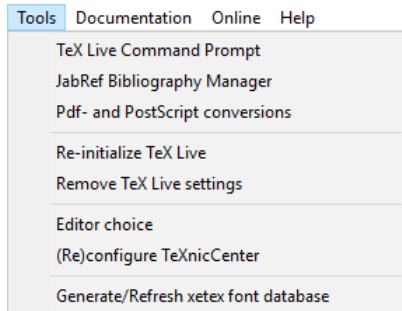 Tools Documentation Online Help
TeX Live Command Prompt
JabRef Bibliography Manager
Pdf- and PostScript conversions
Re-initialize TeX Live
Remove TeX Live settings
Editor choice
(Re)configure TeXnicCenter
Generate/Refresh xetex font database